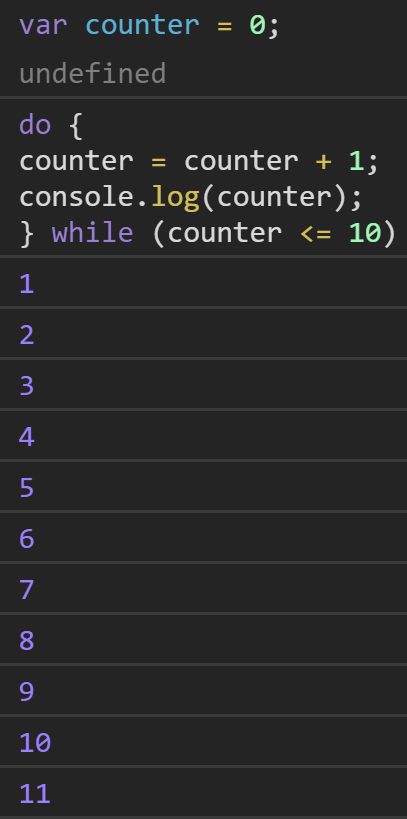 var counter = 0;
undefined
do {
counter = counter + 1;
console.log(counter);
} while (counter <= 10)
1
2
3
4
5
6
7
8
9
10
11